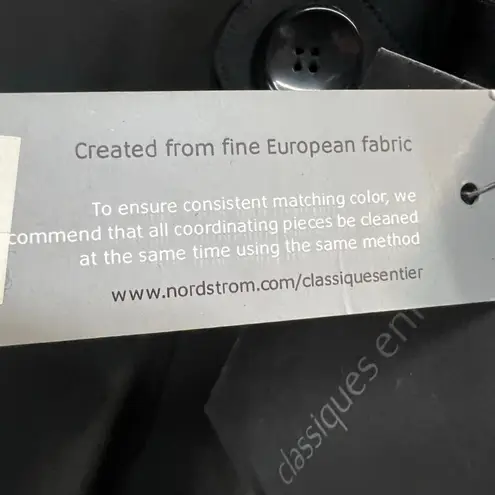 Created from fine European fabric
To ensure consistent matching color, we
commend that all coordinating pieces be cleaned
at the same time using the same method
www.nordstrom.com/classiquesentier
classiques ent